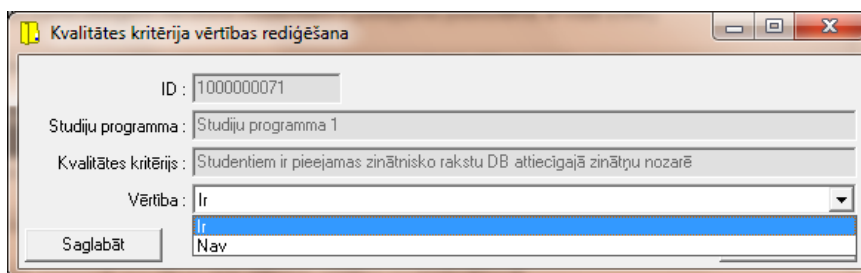 Kvalitātes kritērija vērtības rediģēšana
ID : 1000000071
Studiju programma : Studiju programma 1
Kvalitātes kritērijs : Studentiem ir pieejamas zinātnisko rakstu DB attiecīgajā zinātņu nozarē
Vērtība : Ir
Ir
Nav
Saglabāt